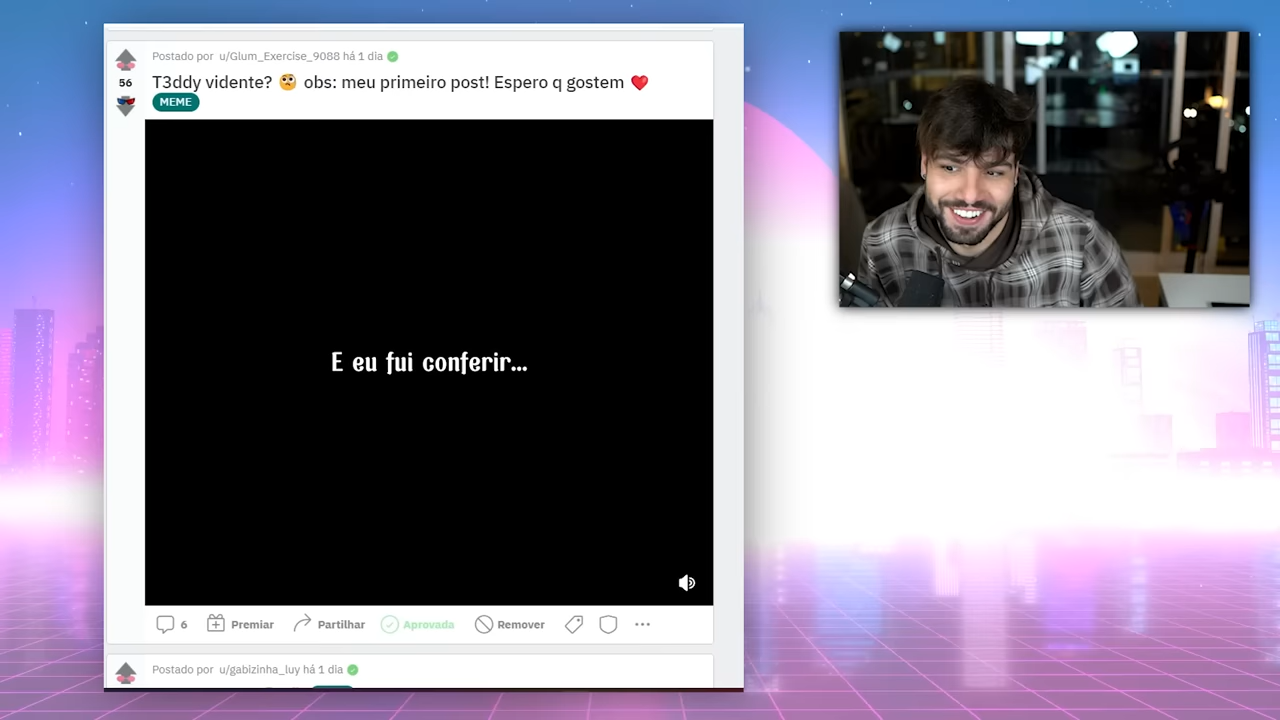 Postado por u/Glum_Exercise_9088 há 1 dia
56
T3ddy vidente? 🥺 obs: meu primeiro post! Espero q gostem ❤️
MEME
E eu fui conferir...
6 Premiar Partilhar Aprovada Remover ...
Postado por u/gabizinha_luy há 1 dia